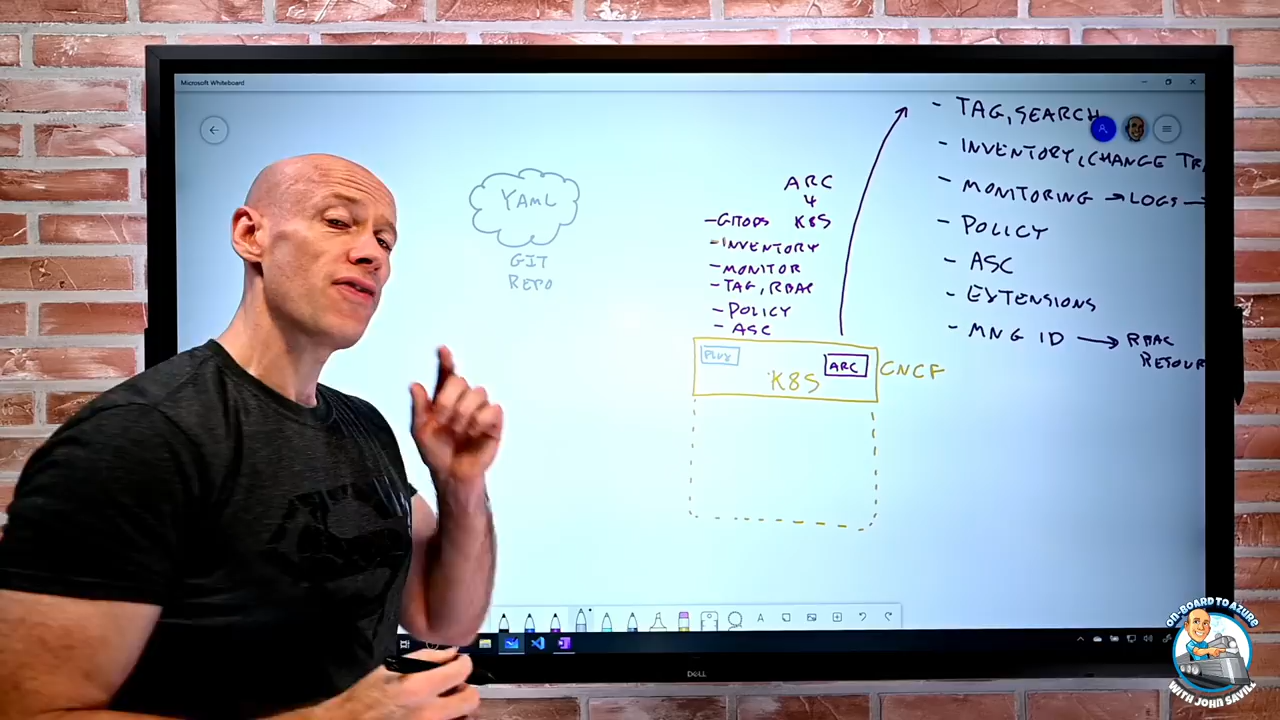 Microsoft Whiteboard
YAML
GIT
REPO
ARC
4
K8S
- GITOPS
- INVENTORY
- MONITOR
- TAG, RBAC
- POLICY
- ASC
FLUX
ARC
K8S
CNCF
- TAG, SEARCH
- INVENTORY, CHANGE TR
- MONITORING → LOGS →
- POLICY
- ASC
- EXTENSIONS
- MNG ID → RBAC
RESOUR
DELL
ON-BOARD TO AZURE
WITH JOHN SAVILL